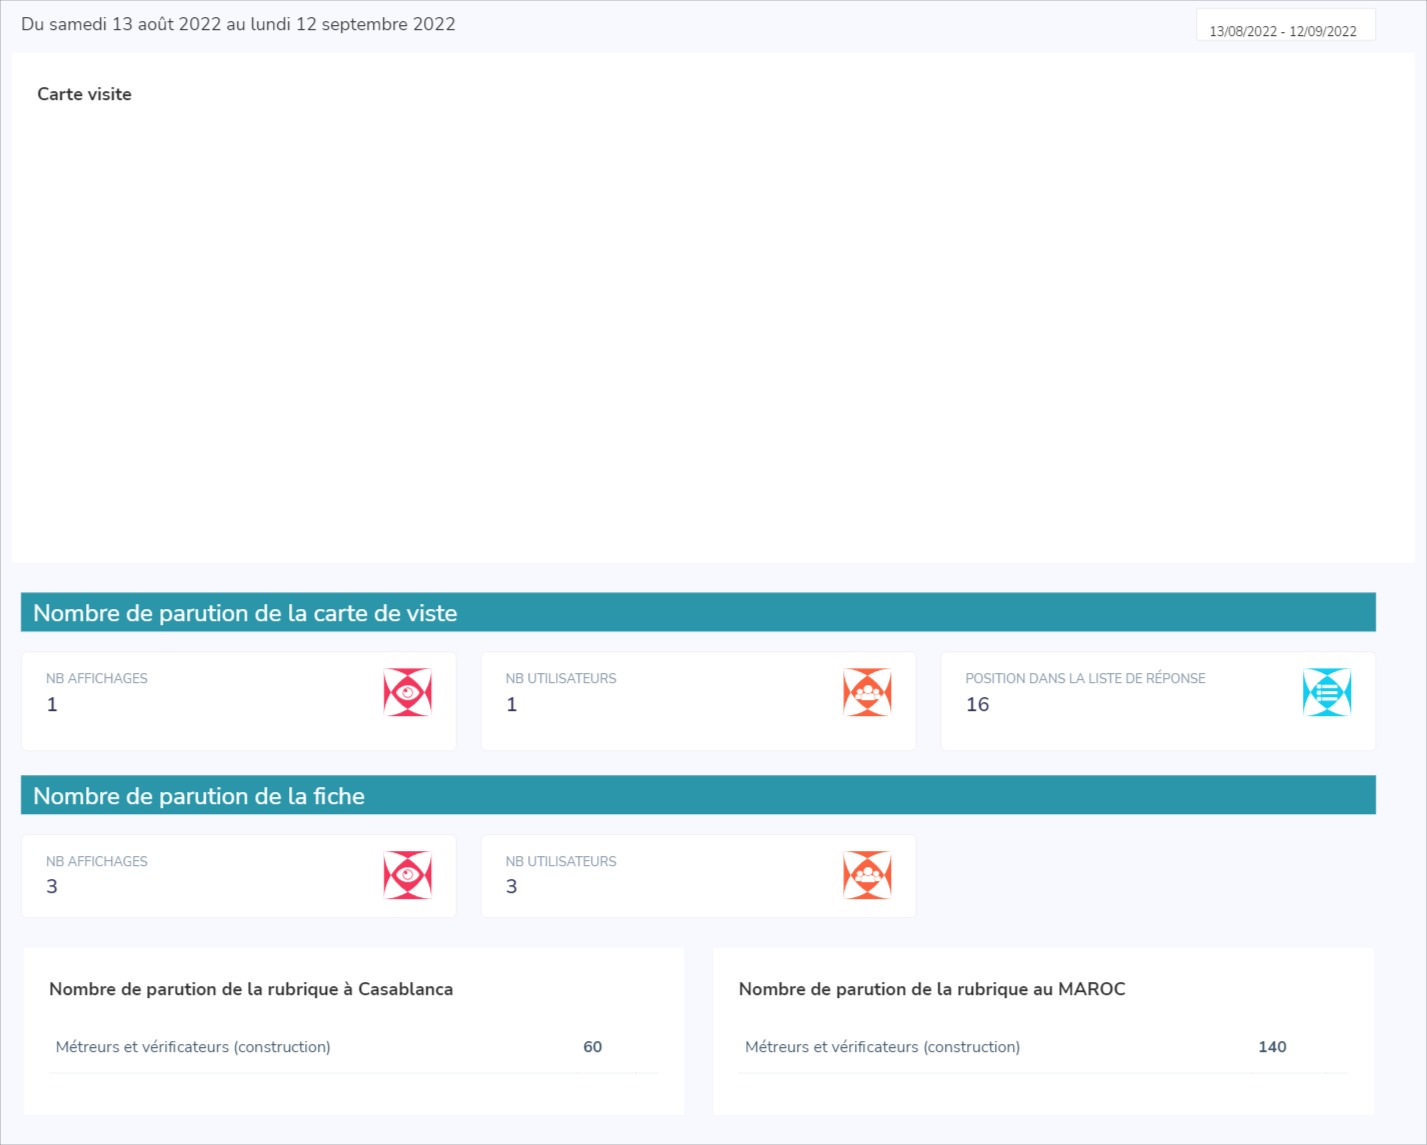 Du samedi 13 août 2022 au lundi 12 septembre 2022
13/08/2022 - 12/09/2022
Carte visite
Nombre de parution de la carte de viste
NB AFFICHAGES
1
NB UTILISATEURS
1
POSITION DANS LA LISTE DE RÉPONSE
16
Nombre de parution de la fiche
NB AFFICHAGES
3
NB UTILISATEURS
3
Nombre de parution de la rubrique à Casablanca
Métreurs et vérificateurs (construction) 60
Nombre de parution de la rubrique au MAROC
Métreurs et vérificateurs (construction) 140